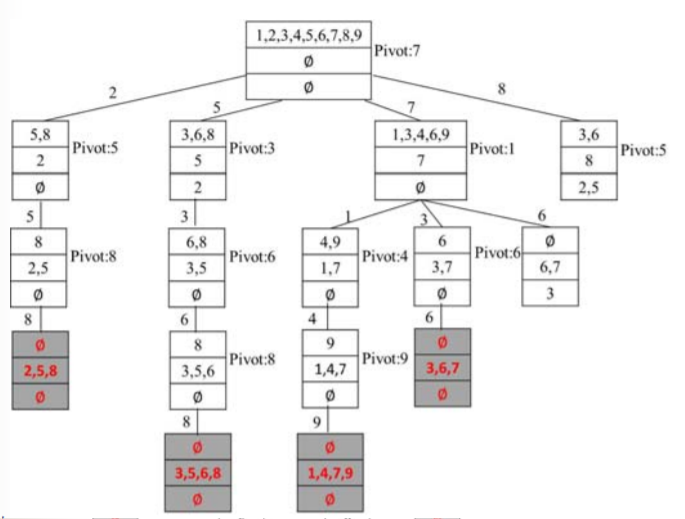 1,2,3,4,5,6,7,8,9
Pivot:7
Ø
Ø
2
5
7
8
5,8
2
Ø
Pivot:5
3,6,8
5
2
Pivot:3
1,3,4,6,9
7
Ø
Pivot:1
3,6
8
2,5
Pivot:5
5
3
1
3
6
8
2,5
Ø
Pivot:8
6,8
3,5
Ø
Pivot:6
4,9
1,7
Ø
Pivot:4
6
3,7
Ø
Pivot:6
Ø
6,7
3
8
6
4
6
Ø
2,5,8
Ø
8
3,5,6
Ø
Pivot:8
9
1,4,7
Ø
Pivot:9
Ø
3,6,7
Ø
8
9
Ø
3,5,6,8
Ø
Ø
1,4,7,9
Ø